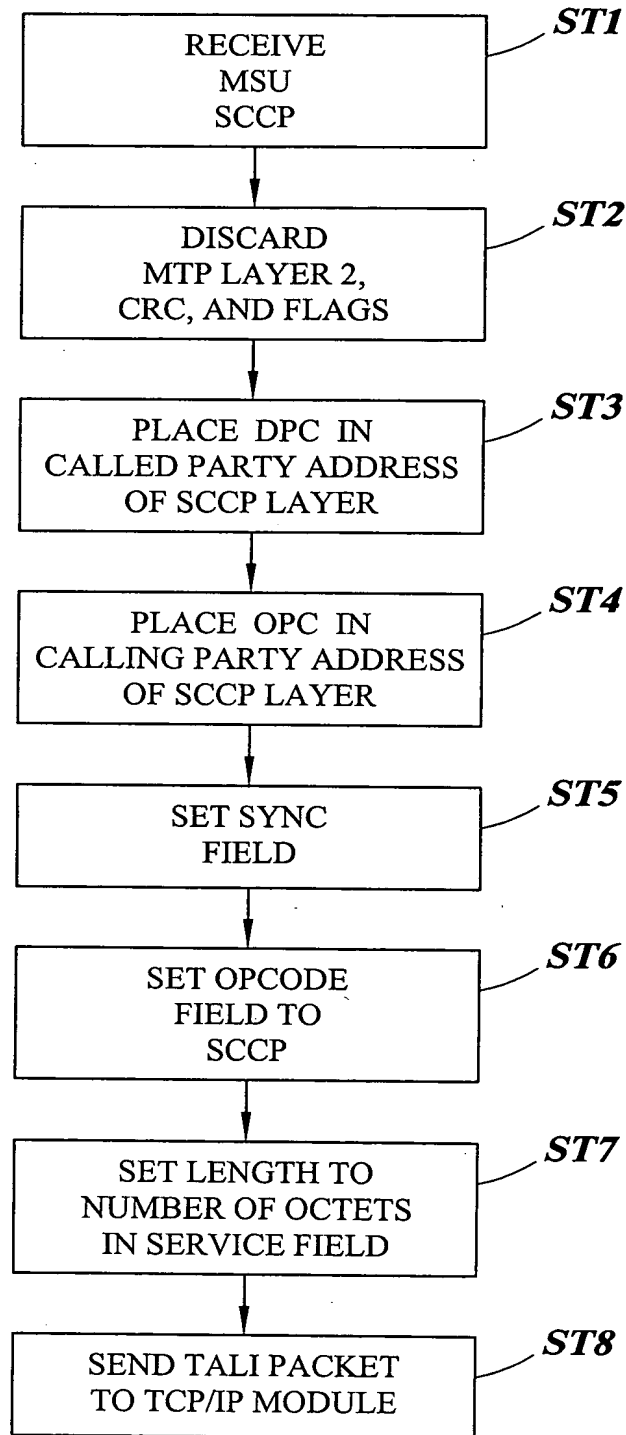 ST1
RECEIVE
MSU
SCCP
ST2
DISCARD
MTP LAYER 2,
CRC, AND FLAGS
ST3
PLACE DPC IN
CALLED PARTY ADDRESS
OF SCCP LAYER
ST4
PLACE OPC IN
CALLING PARTY ADDRESS
OF SCCP LAYER
ST5
SET SYNC
FIELD
ST6
SET OPCODE
FIELD TO
SCCP
ST7
SET LENGTH TO
NUMBER OF OCTETS
IN SERVICE FIELD
ST8
SEND TALI PACKET
TO TCP/IP MODULE